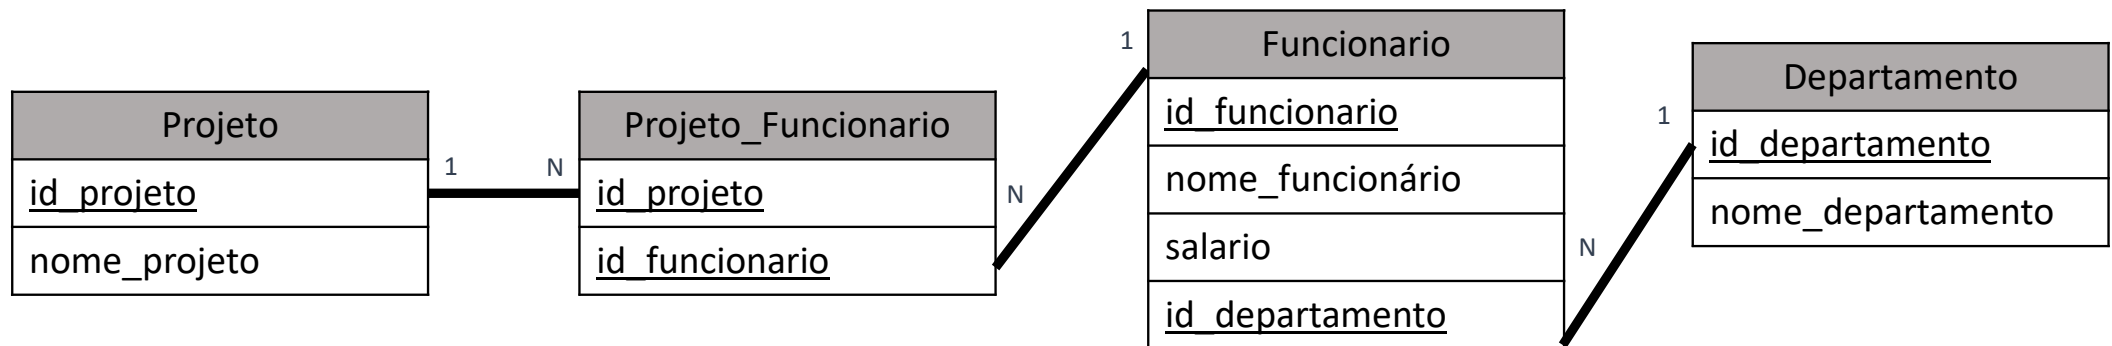 Projeto
id_projeto
nome_projeto
1
N
Projeto_Funcionario
id_projeto
id_funcionario
N
1
Funcionario
id_funcionario
nome_funcionário
salario
id_departamento
N
1
Departamento
id_departamento
nome_departamento